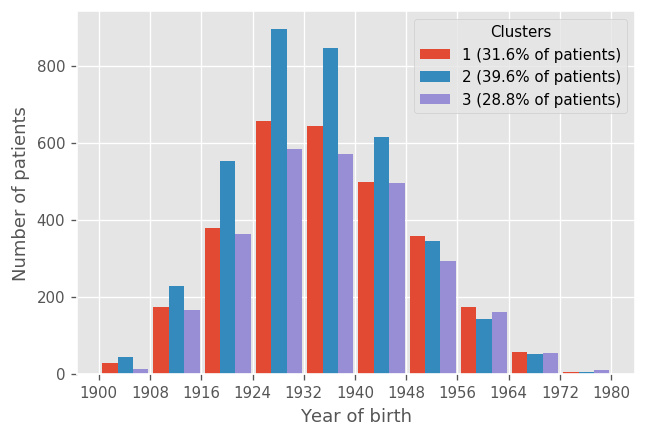 Clusters
1 (31.6% of patients)
2 (39.6% of patients)
3 (28.8% of patients)
Number of patients
800
600
400
200
0
1900 1908 1916 1924 1932 1940 1948 1956 1964 1972 1980
Year of birth